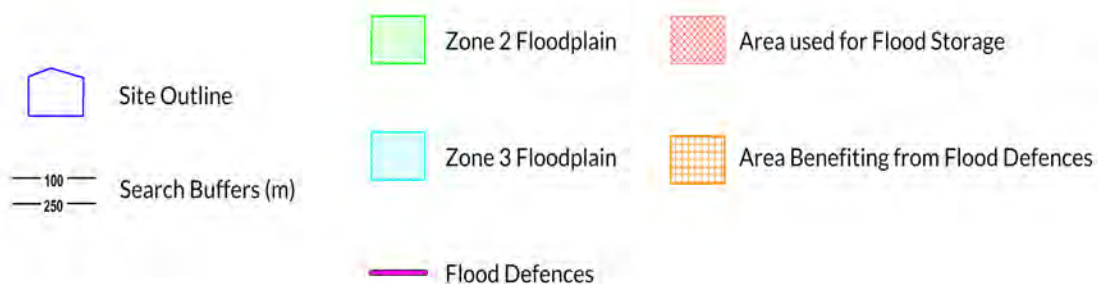 Site Outline
100
250
Search Buffers (m)
Zone 2 Floodplain
Zone 3 Floodplain
Flood Defences
Area used for Flood Storage
Area Benefiting from Flood Defences